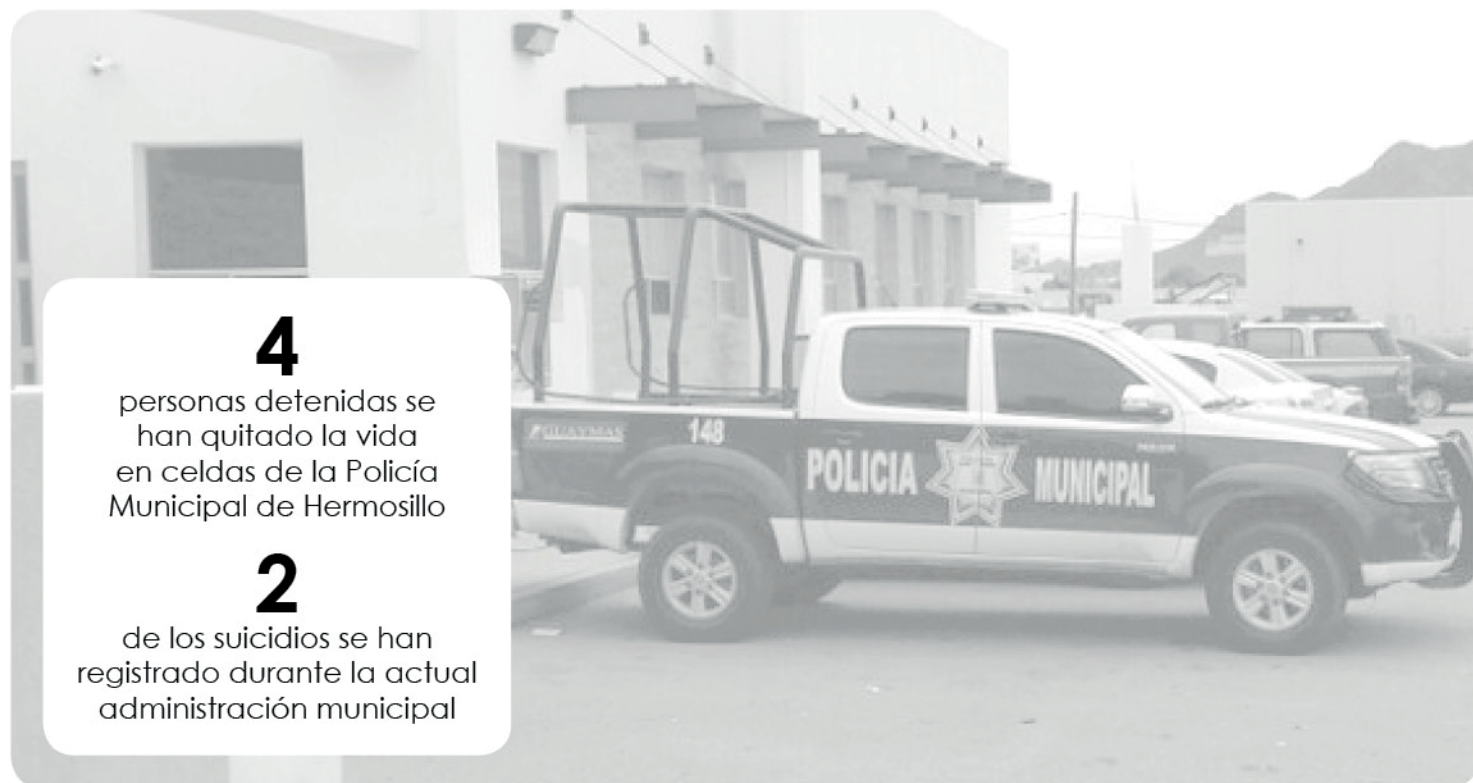 4
personas detenidas se
han quitado la vida
en celdas de la Policía
Municipal de Hermosillo
2
de los suicidios se han
registrado durante la actual
administración municipal
GUAYMAS
148
POLICIA MUNICIPAL